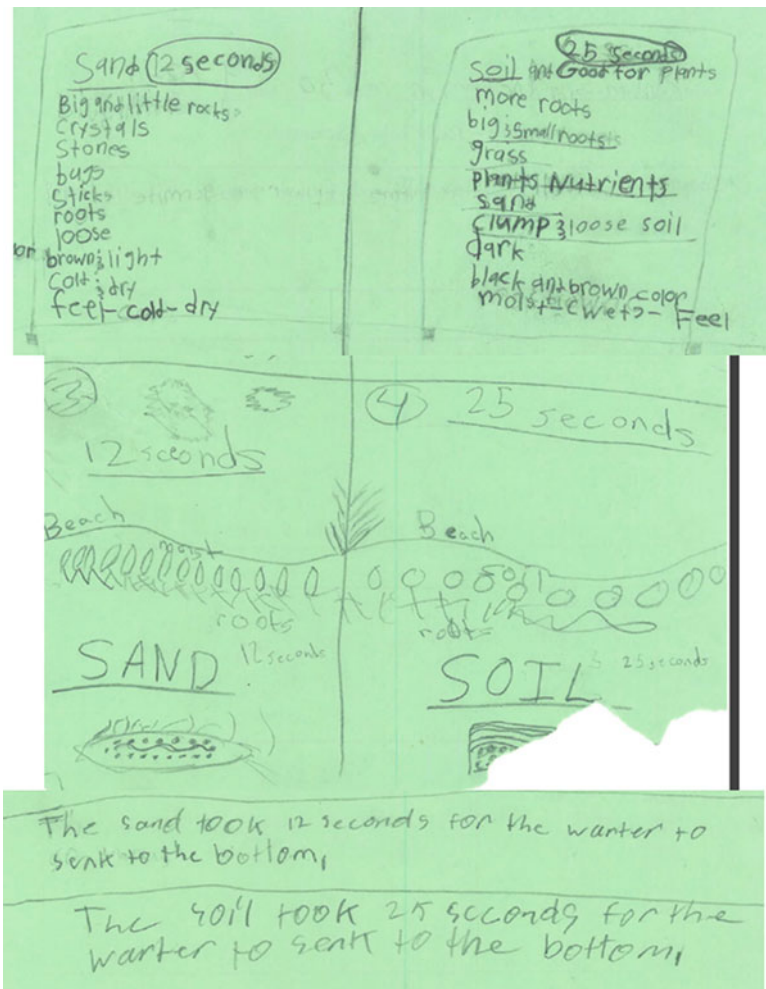 Sand 12 seconds
Big and little rocks
Crystals
Stones
bugs
Sticks
roots
loose
brown & light
Cold & dry
feel- cold- dry
25 seconds
Soil and Good for plants
more roots
big & small roots
grass
plants Nutrients
sand
clump & loose soil
dark
black and brown color
moist-(wet)- Feel
3
12 seconds
4 25 seconds
Beach
Beach
Soil
roots
roots
SAND 12 seconds
SOIL 25 seconds
The sand took 12 seconds for the warter to
senk to the bottom,
The soil took 25 seconds for the
warter to senk to the bottom,